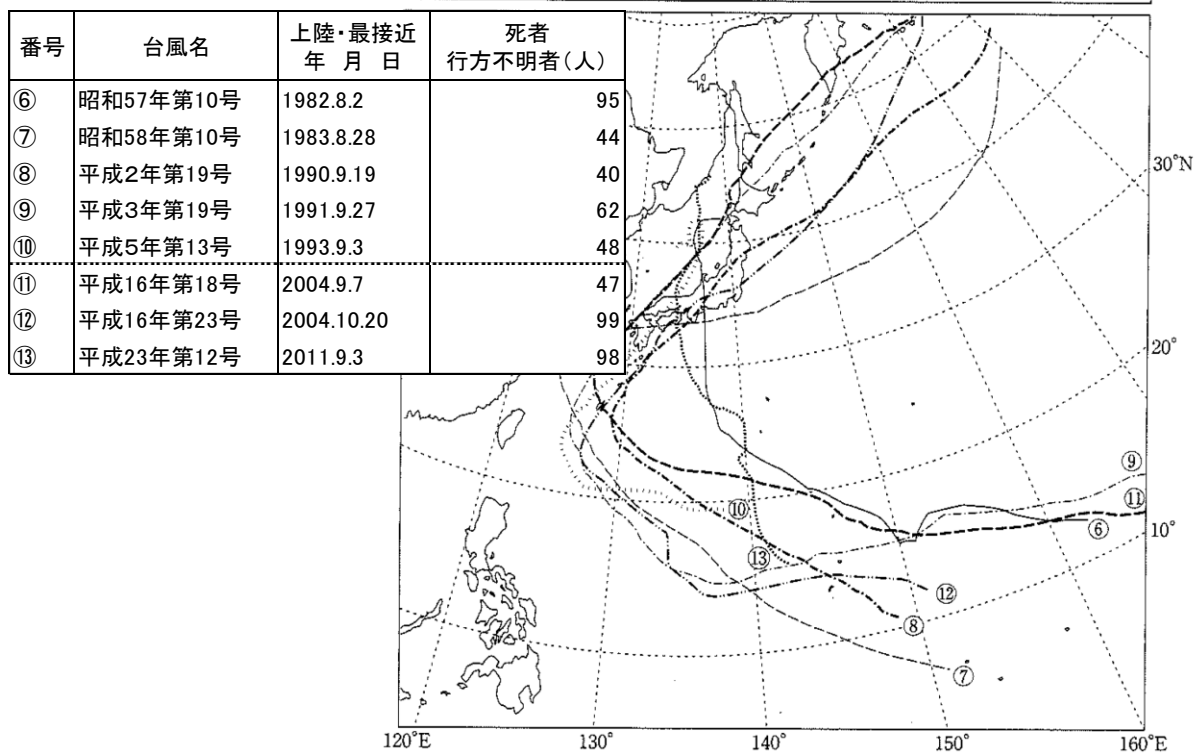 番号 台風名 上陸・最接近 年 月 日 死者 行方不明者(人)
⑥ 昭和57年第10号 1982.8.2 95
⑦ 昭和58年第10号 1983.8.28 44
⑧ 平成2年第19号 1990.9.19 40
⑨ 平成3年第19号 1991.9.27 62
⑩ 平成5年第13号 1993.9.3 48
⑪ 平成16年第18号 2004.9.7 47
⑫ 平成16年第23号 2004.10.20 99
⑬ 平成23年第12号 2011.9.3 98
30°N
20°
⑨
⑪
⑩
⑥
10°
⑬
⑫
⑧
⑦
120°E 130° 140° 150° 160°E